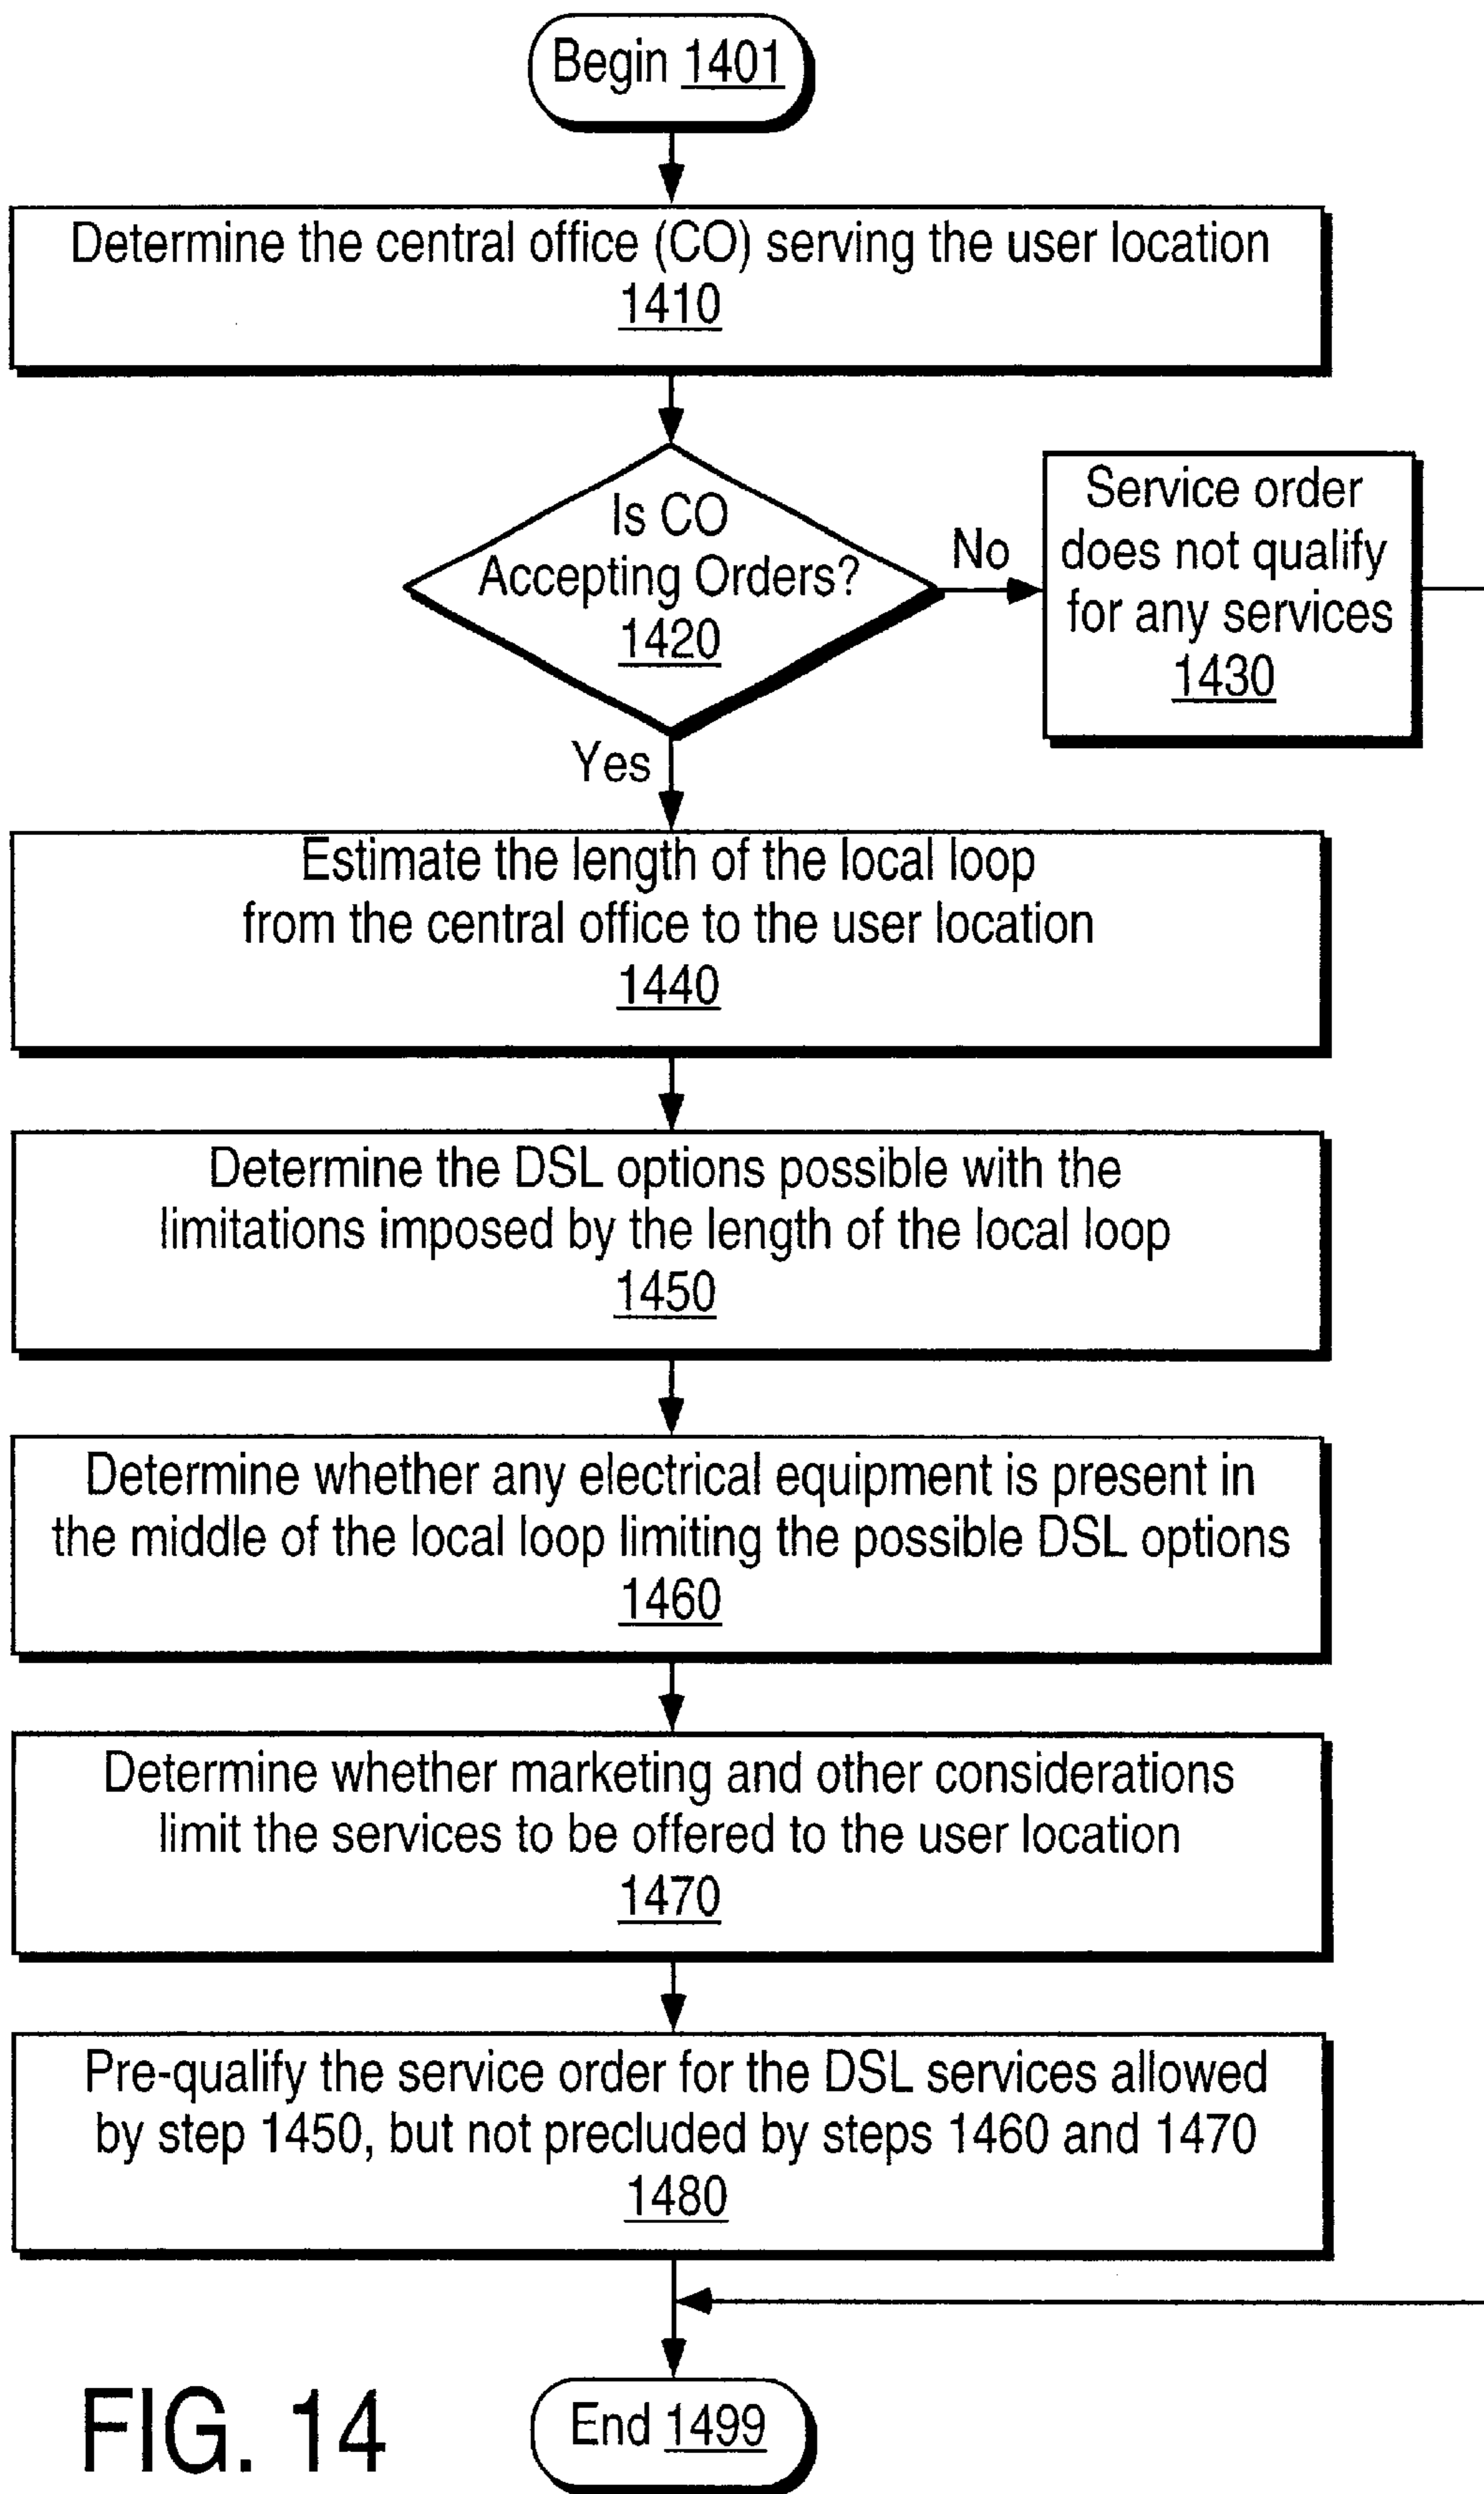 Begin 1401
Determine the central office (CO) serving the user location
1410
Is CO
Accepting Orders?
1420
No
Service order
does not qualify
for any services
1430
Yes
Estimate the length of the local loop
from the central office to the user location
1440
Determine the DSL options possible with the
limitations imposed by the length of the local loop
1450
Determine whether any electrical equipment is present in
the middle of the local loop limiting the possible DSL options
1460
Determine whether marketing and other considerations
limit the services to be offered to the user location
1470
Pre-qualify the service order for the DSL services allowed
by step 1450, but not precluded by steps 1460 and 1470
1480
End 1499
FIG. 14